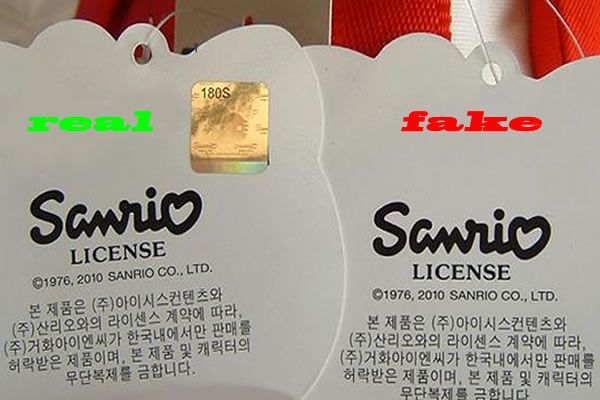 180S
real
Sanrio
LICENSE
©1976, 2010 SANRIO CO., LTD.
본 제품은 (주)아이시스컨텐츠와
(주)산리오와의 라이센스 계약에 따라,
(주)거화아이엔씨가 한국내에서만 판매를
허락받은 제품이며, 본 제품 및 캐릭터의
무단복제를 금합니다.
fake
Sanrio
LICENSE
©1976, 2010 SANRIO CO., LTD.
본 제품은 (주)아이시스컨텐츠와
(주)산리오와의 라이센스 계약에 따라,
(주)거화아이엔씨가 한국내에서만 판매를
허락받은 제품이며, 본 제품 및 캐릭터의
무단복제를 금합니다.